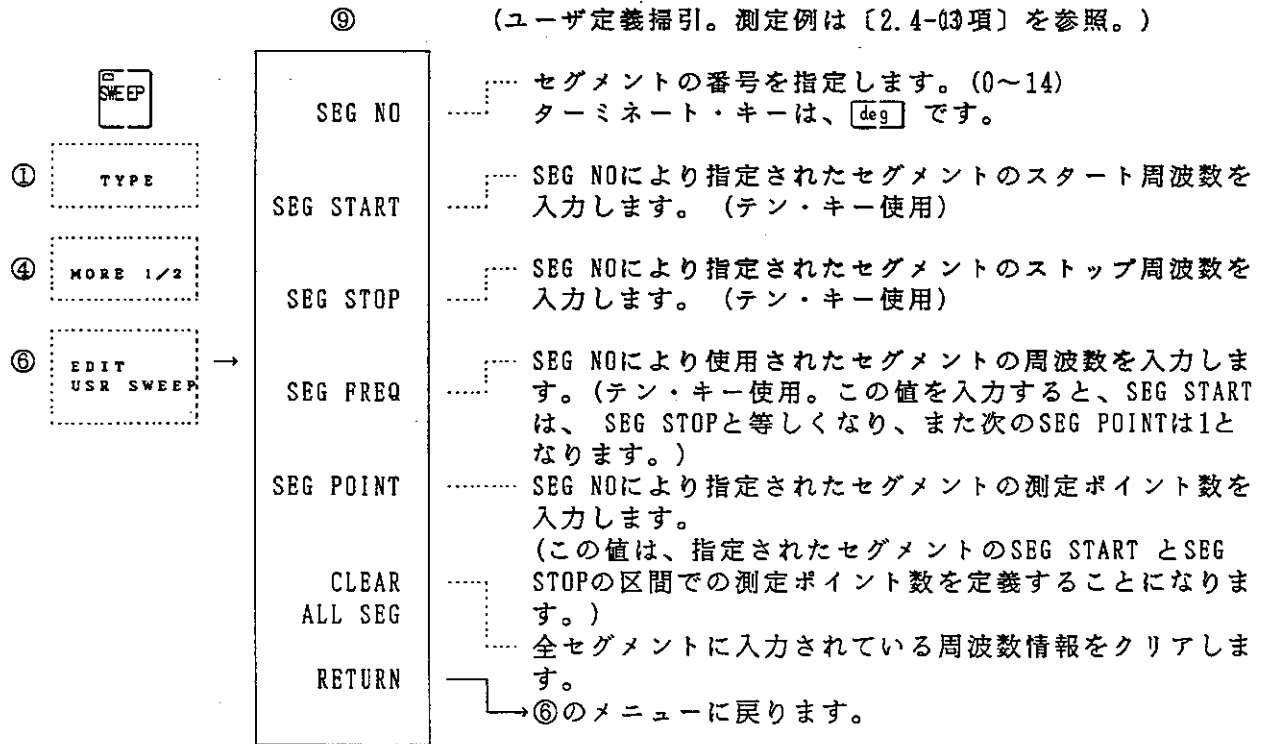 ⑨ (ユーザ定義掃引。測定例は〔2.4-(13)項〕を参照。)
SWEEP
① TYPE
④ MORE 1/2
⑥ EDIT
USR SWEEP →
SEG NO
セグメントの番号を指定します。(0～14)
ターミネート・キーは、deg です。
SEG START
SEG NOにより指定されたセグメントのスタート周波数を
入力します。 (テン・キー使用)
SEG STOP
SEG NOにより指定されたセグメントのストップ周波数を
入力します。 (テン・キー使用)
SEG FREQ
SEG NOにより使用されたセグメントの周波数を入力しま
す。(テン・キー使用。この値を入力すると、SEG START
は、 SEG STOPと等しくなり、また次のSEG POINTは1と
なります。)
SEG POINT
SEG NOにより指定されたセグメントの測定ポイント数を
入力します。
(この値は、指定されたセグメントのSEG START とSEG
STOPの区間での測定ポイント数を定義することになりま
す。)
CLEAR
ALL SEG
全セグメントに入力されている周波数情報をクリアしま
す。
RETURN
→⑥のメニューに戻ります。